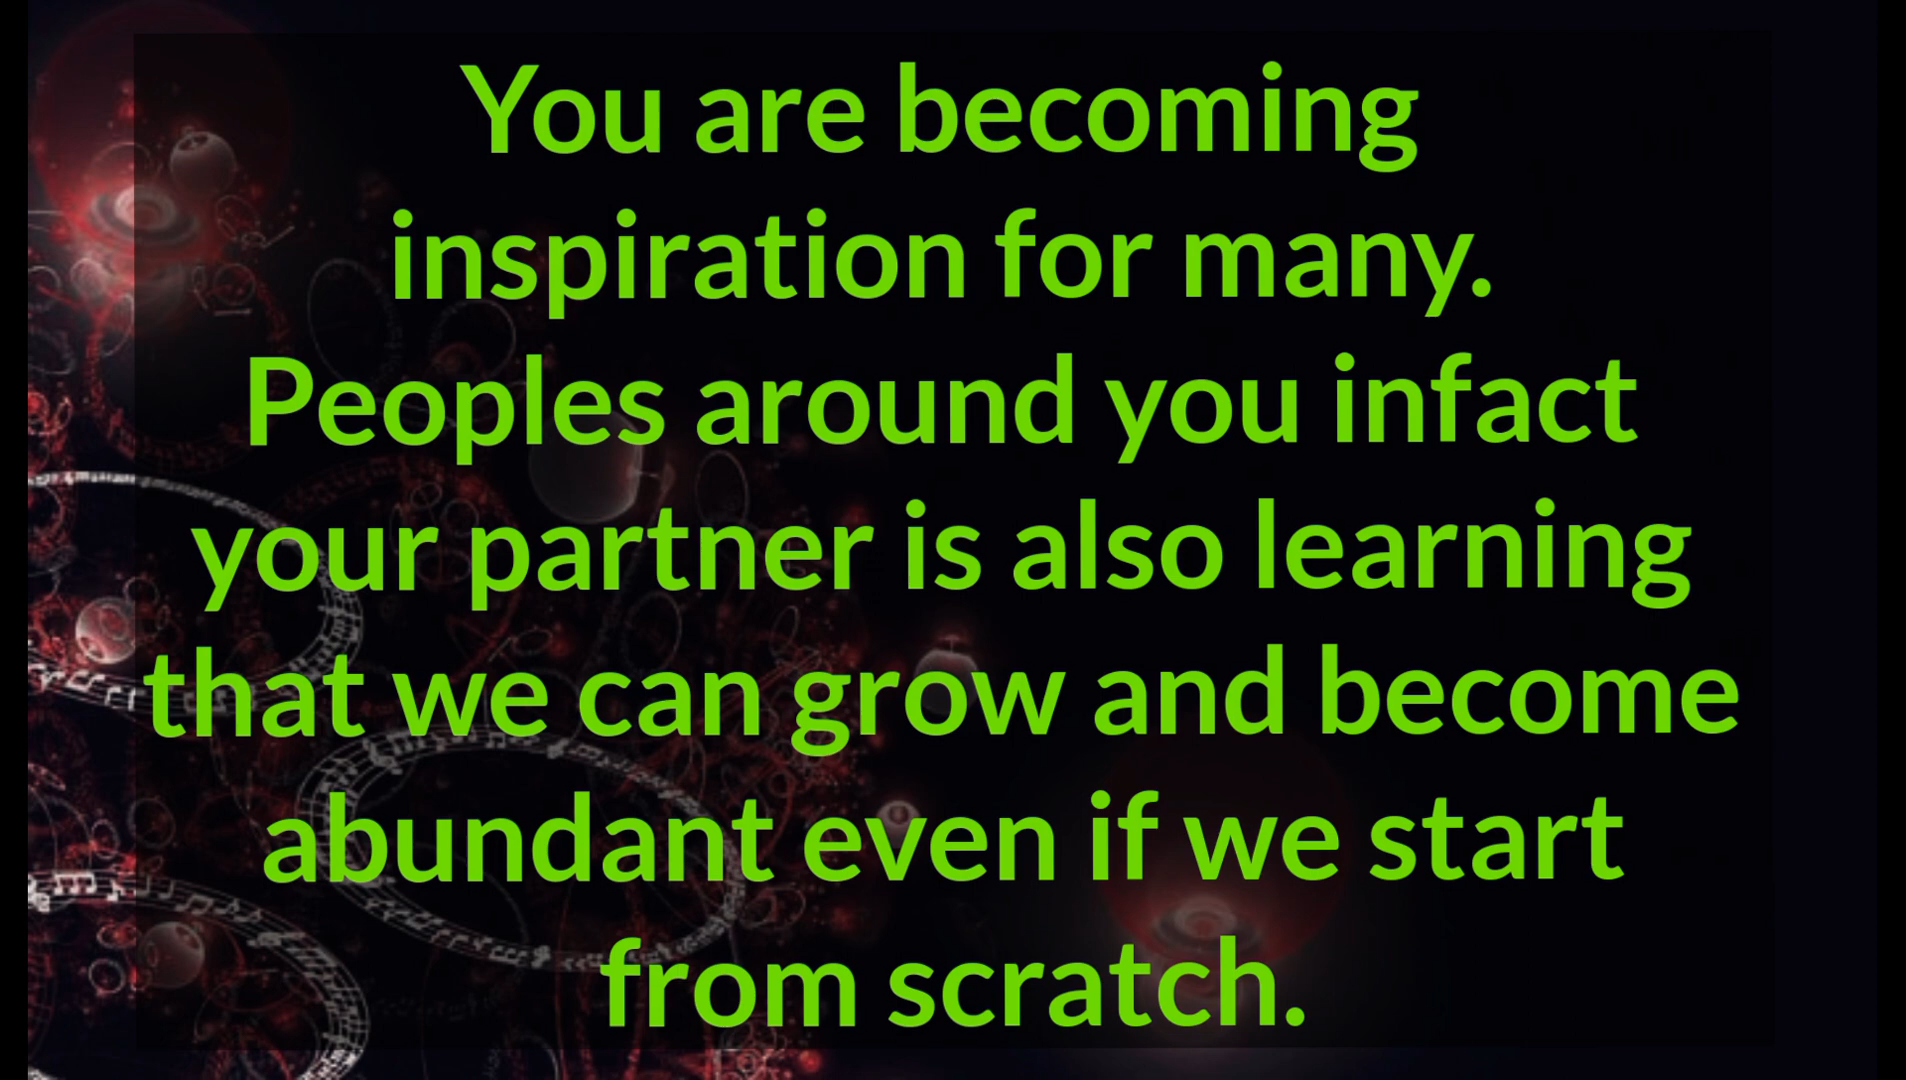 You are becoming
inspiration for many.
Peoples around you infact
your partner is also learning
that we can grow and become
abundant even if we start
from scratch.